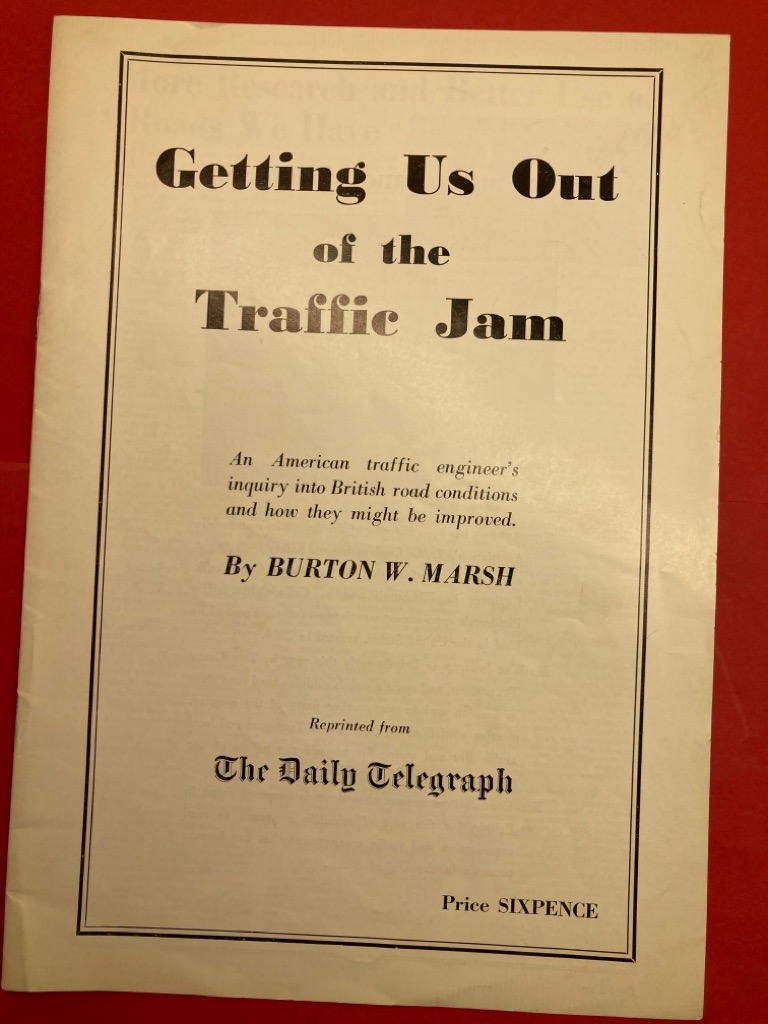 Getting Us Out
of the
Traffic Jam
An American traffic engineer's
inquiry into British road conditions
and how they might be improved.
By BURTON W. MARSH
Reprinted from
The Daily Telegraph
Price SIXPENCE